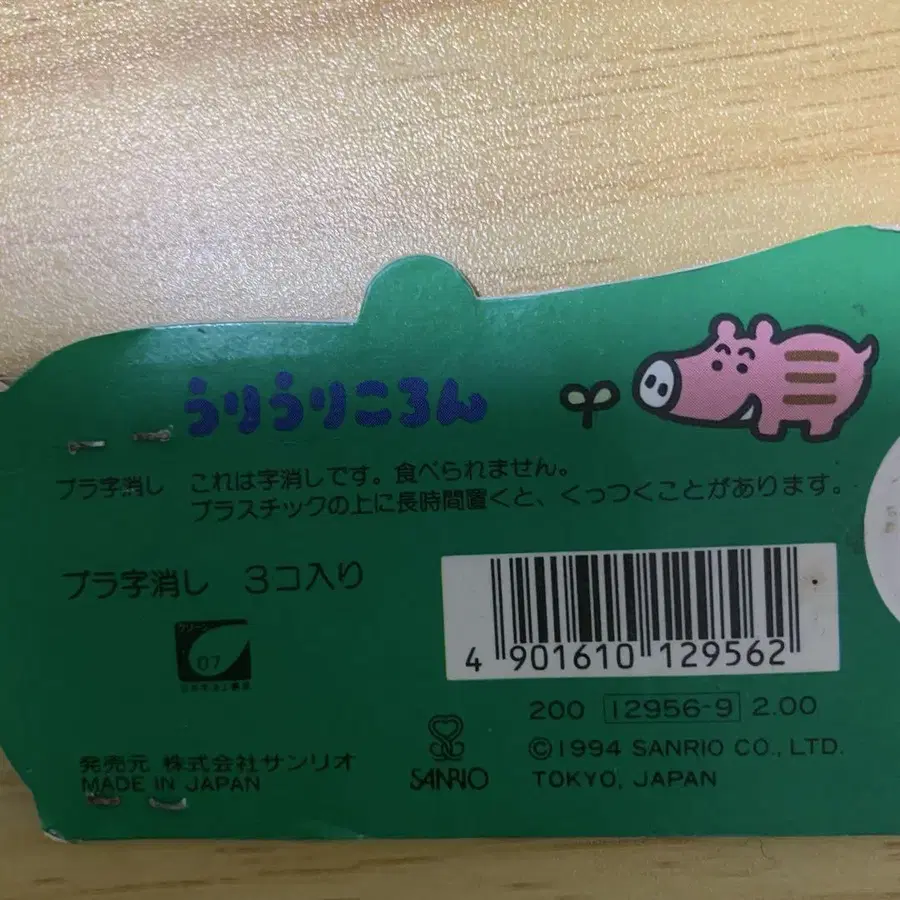 うりうりころん
プラ字消し これは字消しです。食べられません。
プラスチックの上に長時間置くと、くっつくことがあります。
プラ字消し 3コ入り
クリーン
07
4 901610 129562
200 12956-9 2.00
発売元 株式会社サンリオ
MADE IN JAPAN
SANRIO
©1994 SANRIO CO., LTD.
TOKYO, JAPAN